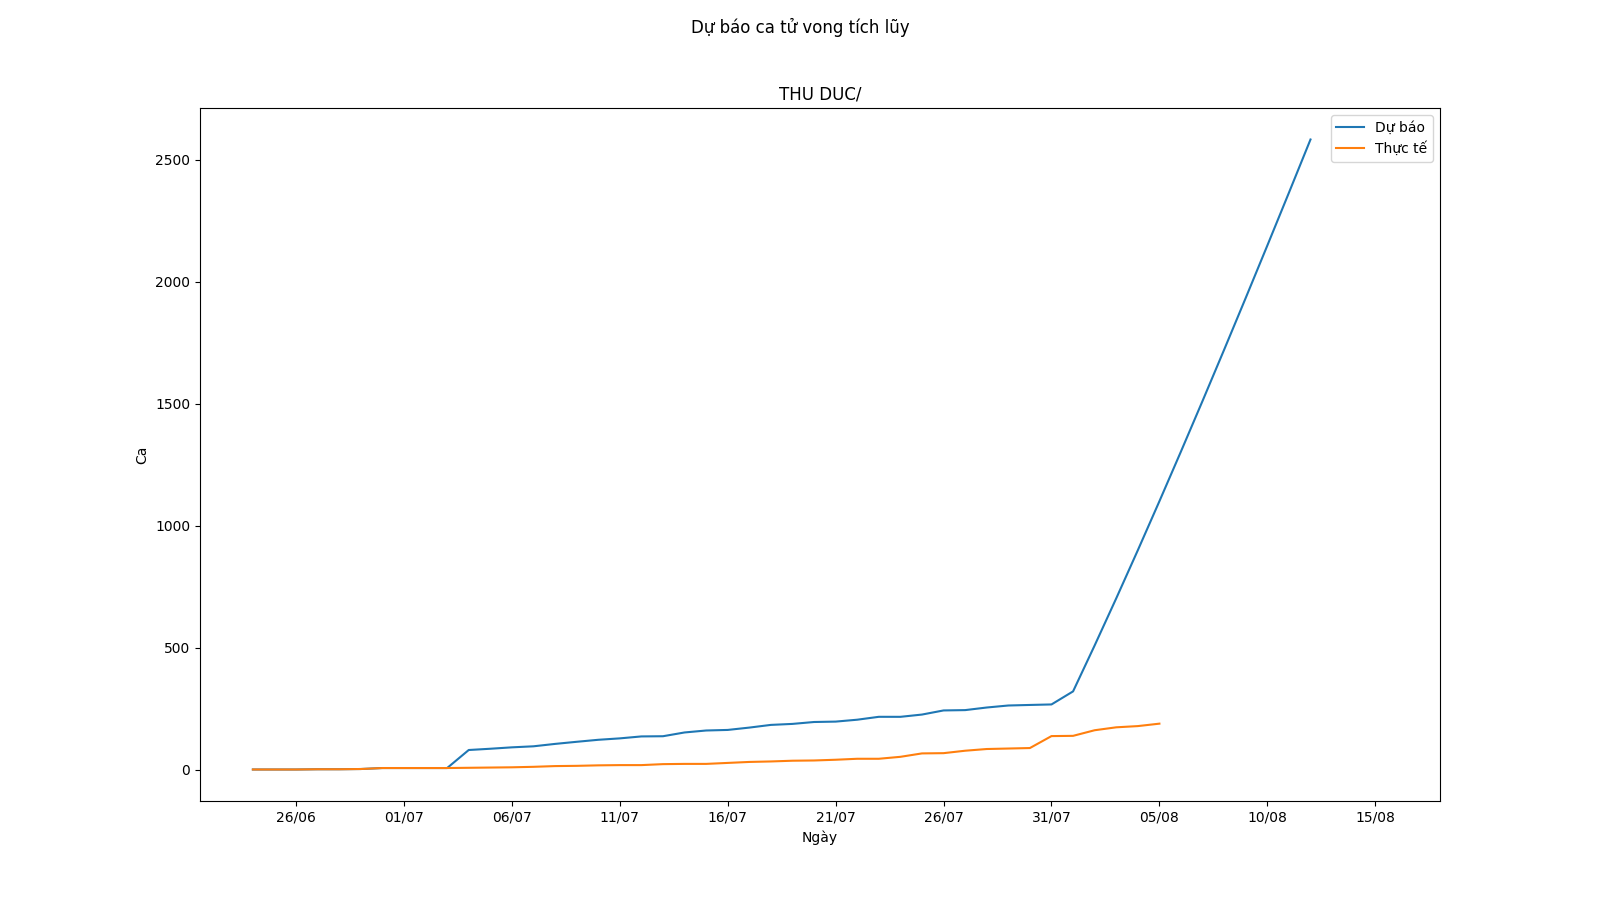 Dự báo ca tử vong tích lũy
THU DUC/
Dự báo
Thực tế
2500
2000
1500
1000
500
0
Ca
26/06
01/07
06/07
11/07
16/07
21/07
26/07
31/07
05/08
10/08
15/08
Ngày